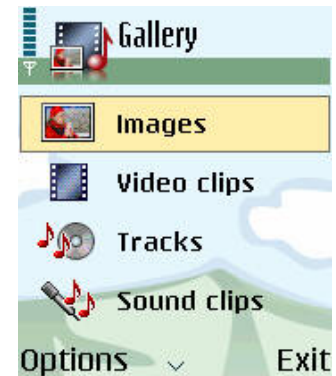 Gallery
Images
Video clips
Tracks
Sound clips
Options Exit